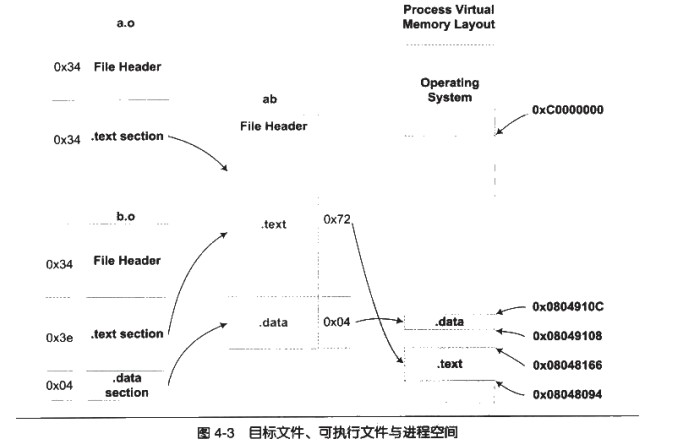 a.o
0x34 File Header
0x34 .text section
b.o
0x34 File Header
0x3e .text section
0x04 .data
section
ab
File Header
.text 0x72
.data 0x04
Process Virtual
Memory Layout
Operating
System
0xC0000000
0x0804910C
.data
0x08049108
0x08048166
.text
0x08048094
图 4-3 目标文件、可执行文件与进程空间